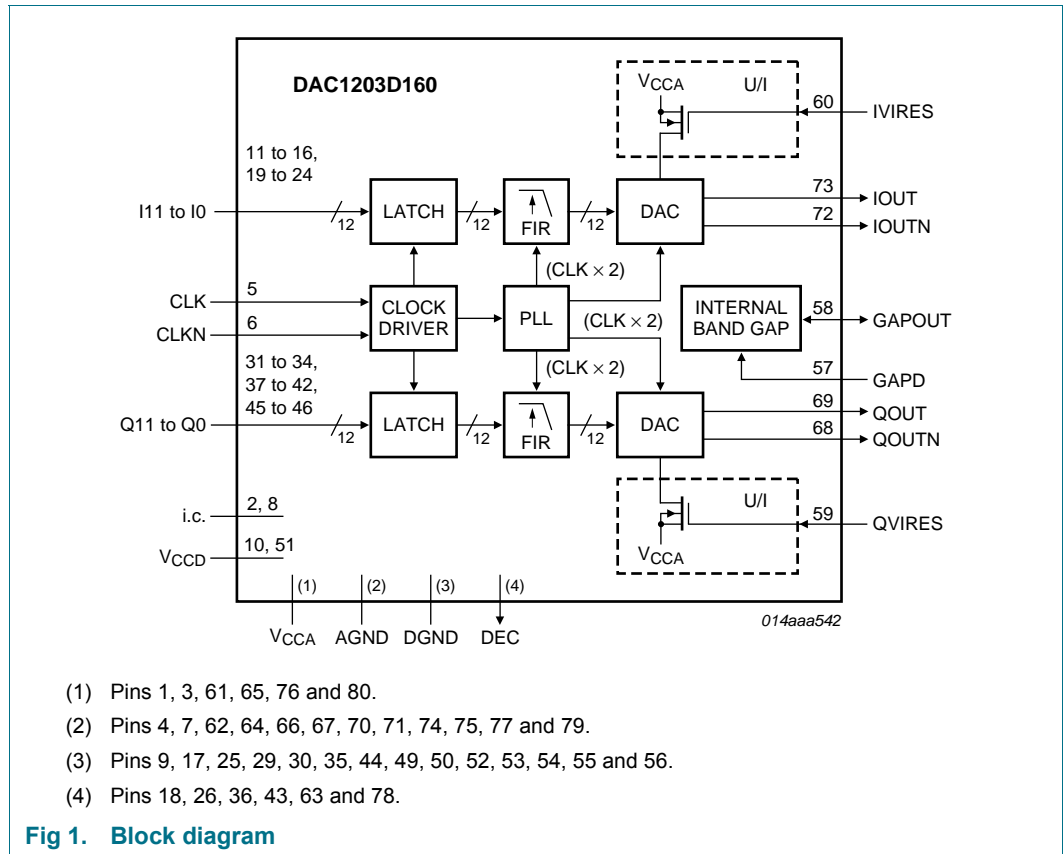 DAC1203D160
VCCA
U/I
60
IVIRES
11 to 16,
19 to 24
I11 to I0
12
LATCH
12
FIR
12
DAC
73
IOUT
72
IOUTN
(CLK × 2)
CLK
5
CLKN
6
CLOCK
DRIVER
PLL
(CLK × 2)
INTERNAL
BAND GAP
58
GAPOUT
57
GAPD
(CLK × 2)
31 to 34,
37 to 42,
45 to 46
Q11 to Q0
12
LATCH
12
FIR
12
DAC
69
QOUT
68
QOUTN
U/I
59
QVIRES
VCCA
i.c.
2, 8
VCCD
10, 51
(1)
(2)
(3)
(4)
VCCA
AGND
DGND
DEC
014aaa542
(1) Pins 1, 3, 61, 65, 76 and 80.
(2) Pins 4, 7, 62, 64, 66, 67, 70, 71, 74, 75, 77 and 79.
(3) Pins 9, 17, 25, 29, 30, 35, 44, 49, 50, 52, 53, 54, 55 and 56.
(4) Pins 18, 26, 36, 43, 63 and 78.
Fig 1. Block diagram